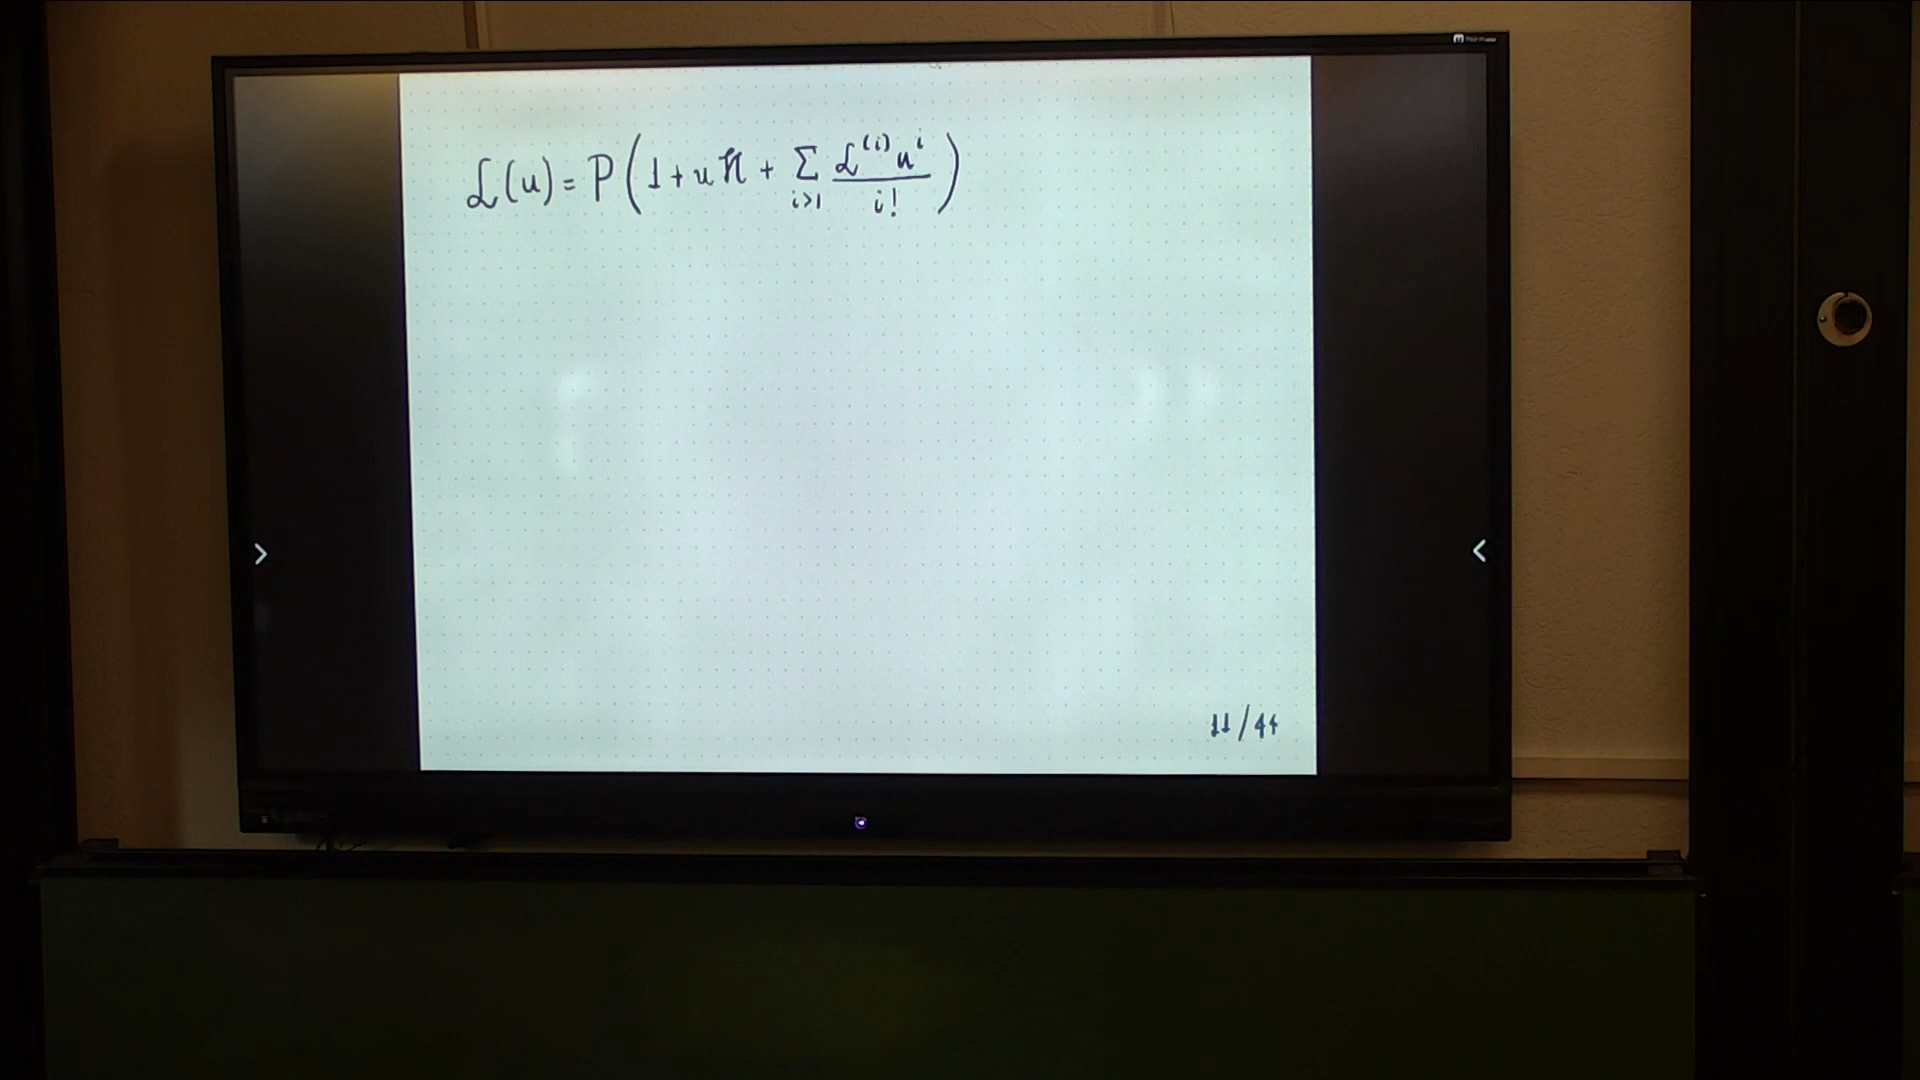 ℒ(u) = P(1 + uℋ + Σ_{i>1} ℒ^{(i)} u^i / i!)
11/44